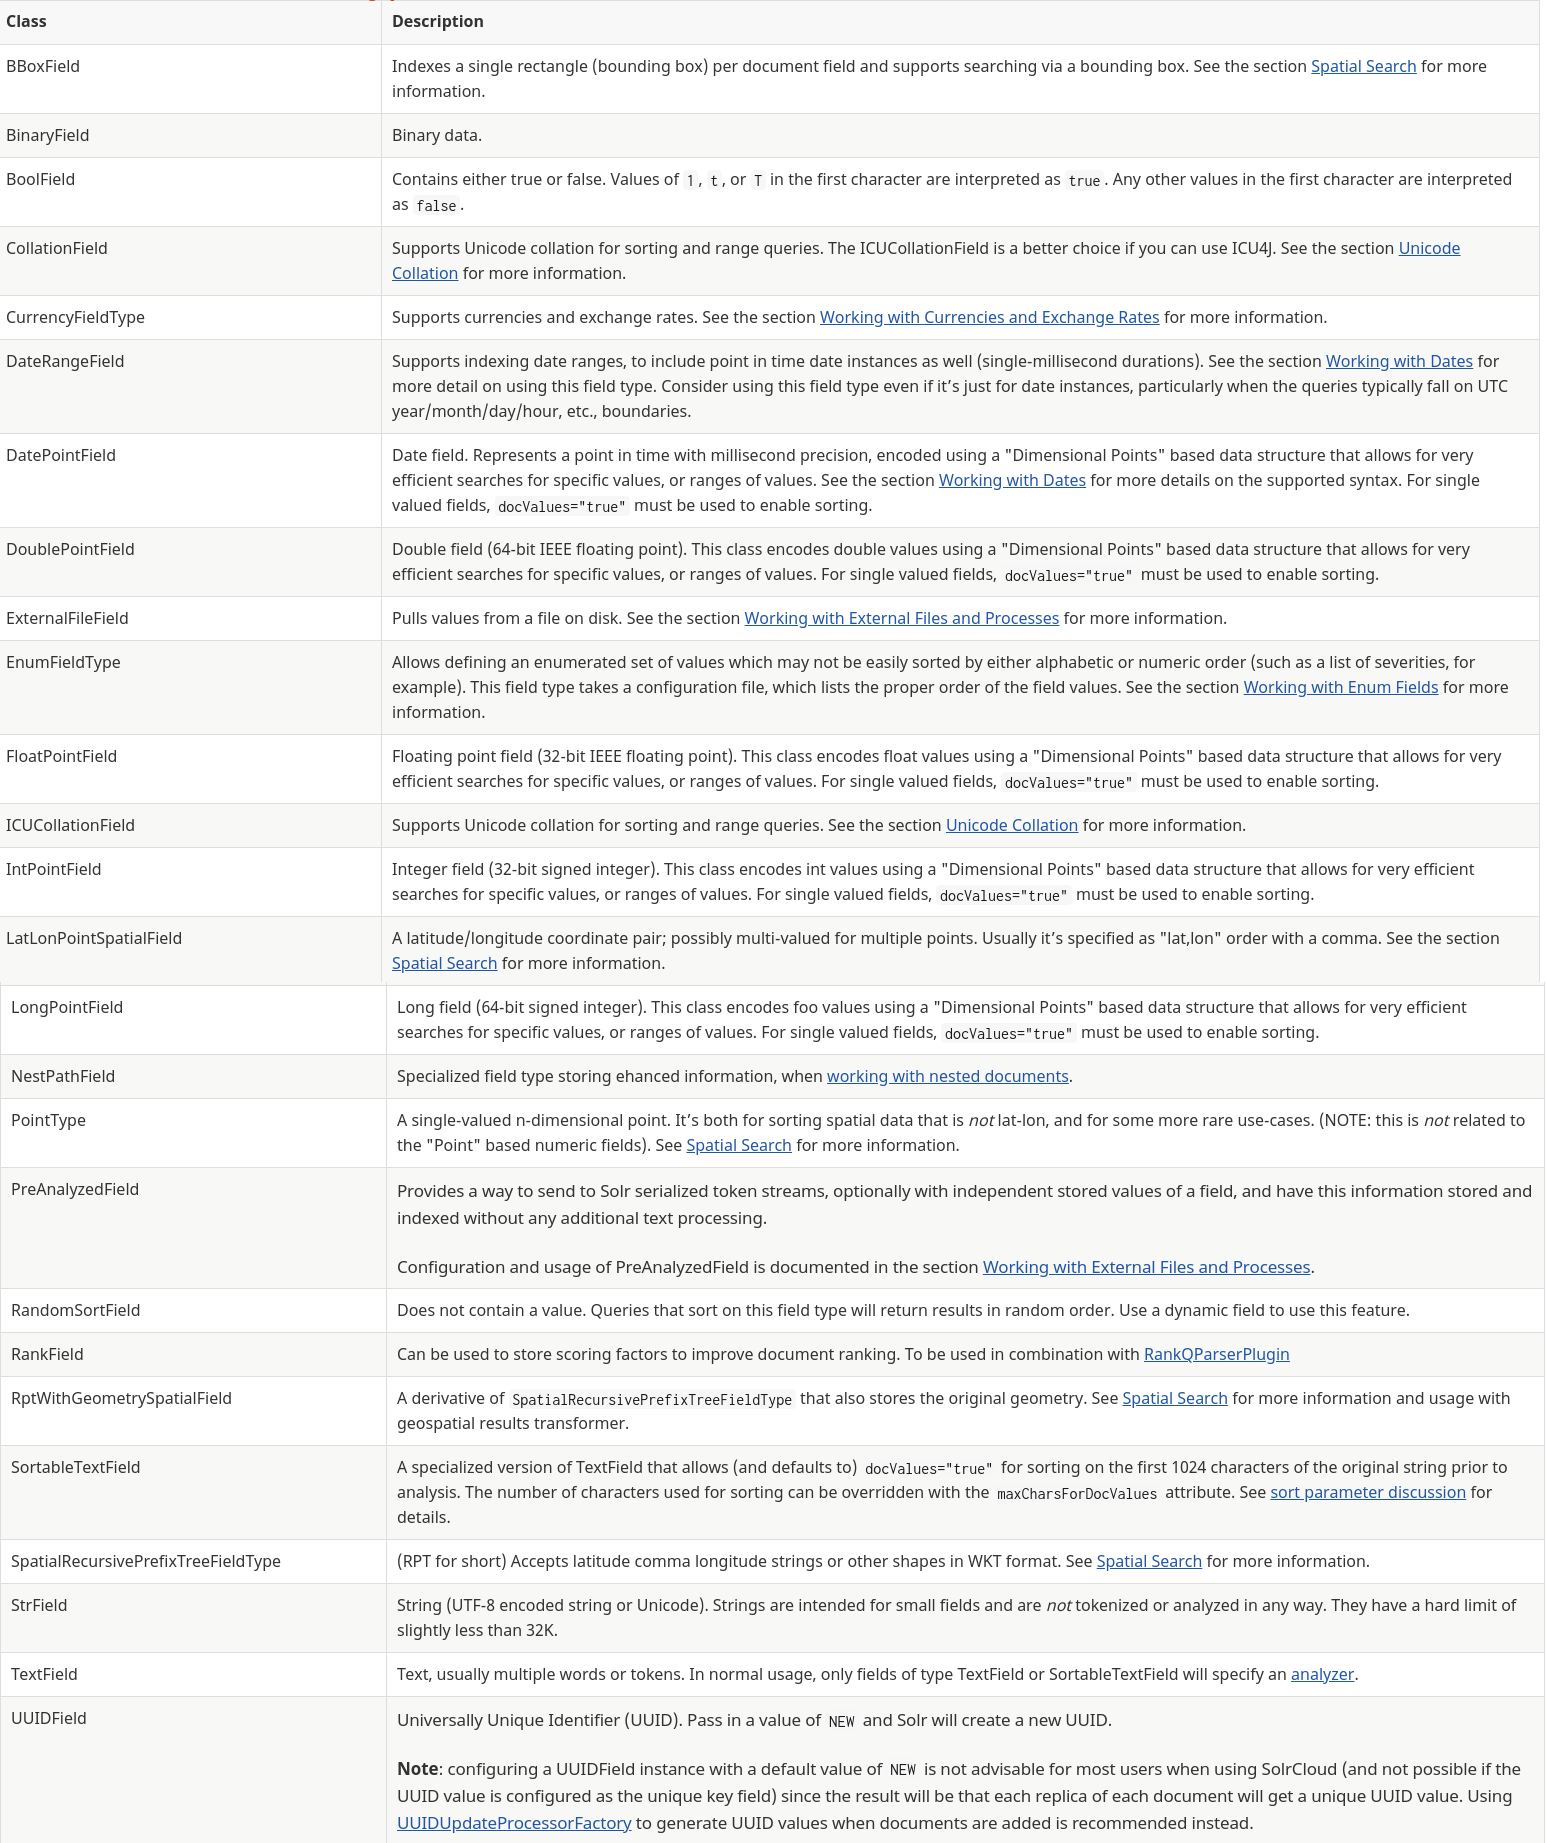 Class Description
BBoxField Indexes a single rectangle (bounding box) per document field and supports searching via a bounding box. See the section Spatial Search for more
information.
BinaryField Binary data.
BoolField Contains either true or false. Values of 1, t, or T in the first character are interpreted as true. Any other values in the first character are interpreted
as false.
CollationField Supports Unicode collation for sorting and range queries. The ICUCollationField is a better choice if you can use ICU4J. See the section Unicode
Collation for more information.
CurrencyFieldType Supports currencies and exchange rates. See the section Working with Currencies and Exchange Rates for more information.
DateRangeField Supports indexing date ranges, to include point in time date instances as well (single-millisecond durations). See the section Working with Dates for
more detail on using this field type. Consider using this field type even if it’s just for date instances, particularly when the queries typically fall on UTC
year/month/day/hour, etc., boundaries.
DatePointField Date field. Represents a point in time with millisecond precision, encoded using a "Dimensional Points" based data structure that allows for very
efficient searches for specific values, or ranges of values. See the section Working with Dates for more details on the supported syntax. For single
valued fields, docValues="true" must be used to enable sorting.
DoublePointField Double field (64-bit IEEE floating point). This class encodes double values using a "Dimensional Points" based data structure that allows for very
efficient searches for specific values, or ranges of values. For single valued fields, docValues="true" must be used to enable sorting.
ExternalFileField Pulls values from a file on disk. See the section Working with External Files and Processes for more information.
EnumFieldType Allows defining an enumerated set of values which may not be easily sorted by either alphabetic or numeric order (such as a list of severities, for
example). This field type takes a configuration file, which lists the proper order of the field values. See the section Working with Enum Fields for more
information.
FloatPointField Floating point field (32-bit IEEE floating point). This class encodes float values using a "Dimensional Points" based data structure that allows for very
efficient searches for specific values, or ranges of values. For single valued fields, docValues="true" must be used to enable sorting.
ICUCollationField Supports Unicode collation for sorting and range queries. See the section Unicode Collation for more information.
IntPointField Integer field (32-bit signed integer). This class encodes int values using a "Dimensional Points" based data structure that allows for very efficient
searches for specific values, or ranges of values. For single valued fields, docValues="true" must be used to enable sorting.
LatLonPointSpatialField A latitude/longitude coordinate pair; possibly multi-valued for multiple points. Usually it’s specified as "lat,lon" order with a comma. See the section
Spatial Search for more information.
LongPointField Long field (64-bit signed integer). This class encodes foo values using a "Dimensional Points" based data structure that allows for very efficient
searches for specific values, or ranges of values. For single valued fields, docValues="true" must be used to enable sorting.
NestPathField Specialized field type storing ehanced information, when working with nested documents.
PointType A single-valued n-dimensional point. It’s both for sorting spatial data that is not lat-lon, and for some more rare use-cases. (NOTE: this is not related to
the "Point" based numeric fields). See Spatial Search for more information.
PreAnalyzedField Provides a way to send to Solr serialized token streams, optionally with independent stored values of a field, and have this information stored and
indexed without any additional text processing.
Configuration and usage of PreAnalyzedField is documented in the section Working with External Files and Processes.
RandomSortField Does not contain a value. Queries that sort on this field type will return results in random order. Use a dynamic field to use this feature.
RankField Can be used to store scoring factors to improve document ranking. To be used in combination with RankQParserPlugin
RptWithGeometrySpatialField A derivative of SpatialRecursivePrefixTreeFieldType that also stores the original geometry. See Spatial Search for more information and usage with
geospatial results transformer.
SortableTextField A specialized version of TextField that allows (and defaults to) docValues="true" for sorting on the first 1024 characters of the original string prior to
analysis. The number of characters used for sorting can be overridden with the maxCharsForDocValues attribute. See sort parameter discussion for
details.
SpatialRecursivePrefixTreeFieldType (RPT for short) Accepts latitude comma longitude strings or other shapes in WKT format. See Spatial Search for more information.
StrField String (UTF-8 encoded string or Unicode). Strings are intended for small fields and are not tokenized or analyzed in any way. They have a hard limit of
slightly less than 32K.
TextField Text, usually multiple words or tokens. In normal usage, only fields of type TextField or SortableTextField will specify an analyzer.
UUIDField Universally Unique Identifier (UUID). Pass in a value of NEW and Solr will create a new UUID.
Note: configuring a UUIDField instance with a default value of NEW is not advisable for most users when using SolrCloud (and not possible if the
UUID value is configured as the unique key field) since the result will be that each replica of each document will get a unique UUID value. Using
UUIDUpdateProcessorFactory to generate UUID values when documents are added is recommended instead.